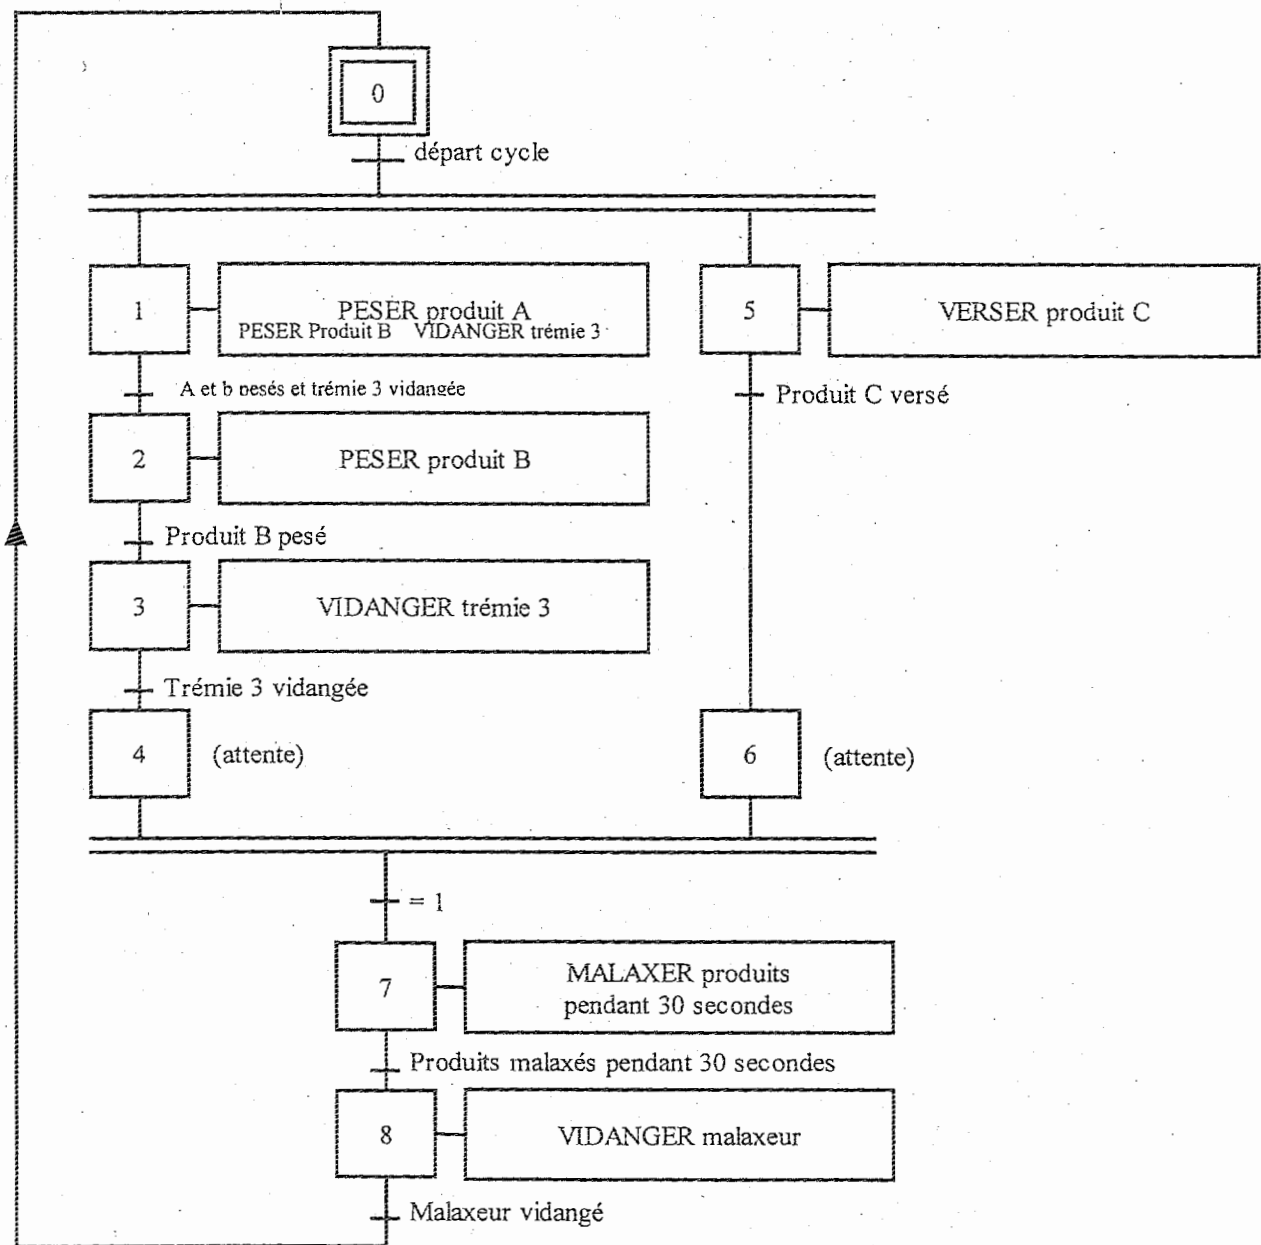 0
départ cycle
1
PESER produit A
PESER Produit B VIDANGER trémie 3
5
VERSER produit C
A et b pesés et trémie 3 vidangée
Produit C versé
2
PESER produit B
Produit B pesé
3
VIDANGER trémie 3
Trémie 3 vidangée
4
(attente)
6
(attente)
= 1
7
MALAXER produits
pendant 30 secondes
Produits malaxés pendant 30 secondes
8
VIDANGER malaxeur
Malaxeur vidangé